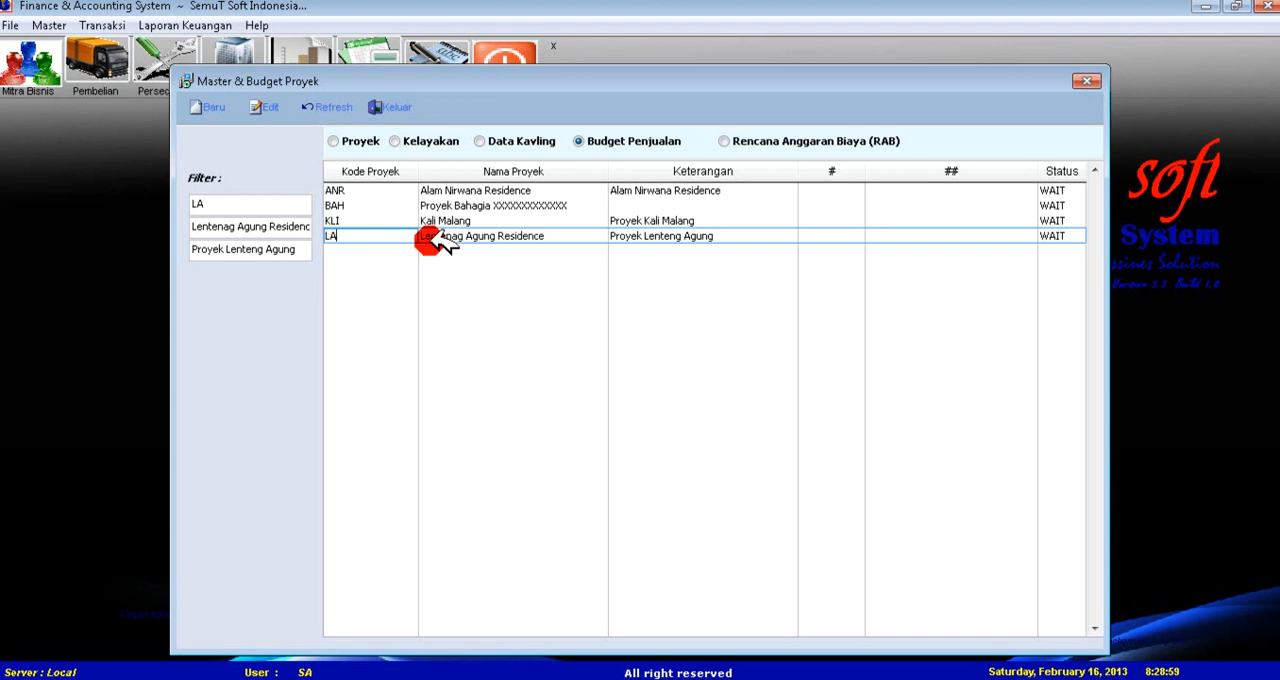 Finance & Accounting System ~ SemuT Soft Indonesia...
File Master Transaksi Laporan Keuangan Help
x
Mitra Bisnis Pembelian
Master & Budget Proyek
Baru Edit Refresh Keluar
Proyek Kelayakan Data Kavling Budget Penjualan Rencana Anggaran Biaya (RAB)
Filter :
LA
Lentenag Agung Residenc
Proyek Lenteng Agung
Kode Proyek Nama Proyek Keterangan # ## Status
ANR Alam Nirwana Residence Alam Nirwana Residence WAIT
BAH Proyek Bahagia XXXXXXXXXXXXX WAIT
KLI Kali Malang Proyek Kali Malang WAIT
LA Agung Residence Proyek Lenteng Agung WAIT
soft
System
Server : Local User : SA All right reserved Saturday, February 16, 2013 8:28:59